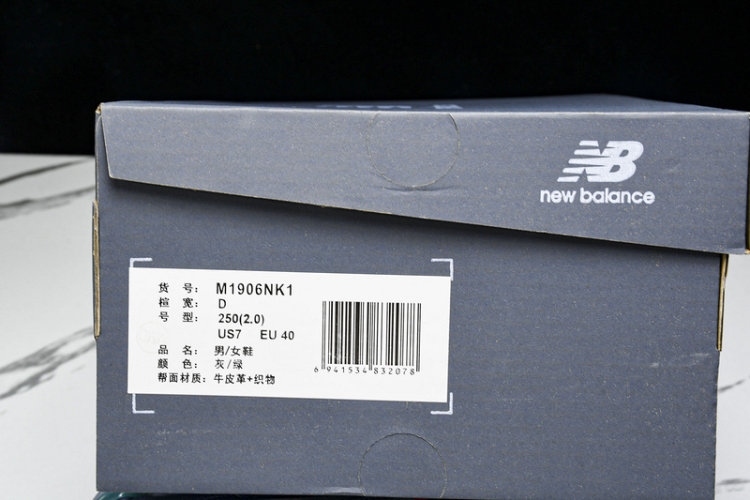 NB
new balance
货 号： M1906NK1
楦 宽： D
号 型： 250(2.0)
US7 EU 40
品 名： 男/女鞋
颜 色： 灰/绿
帮面材质：牛皮革+织物
6 941534 832078